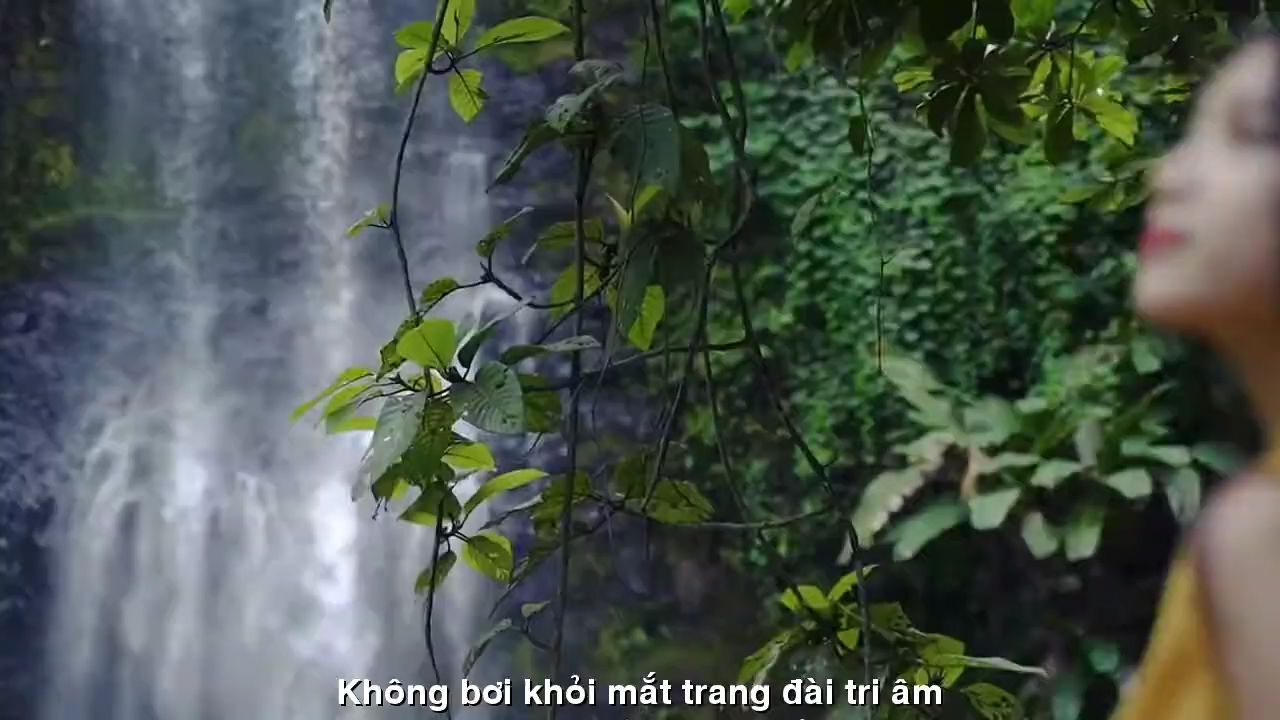 Không bơi khỏi mắt trang đài tri âm